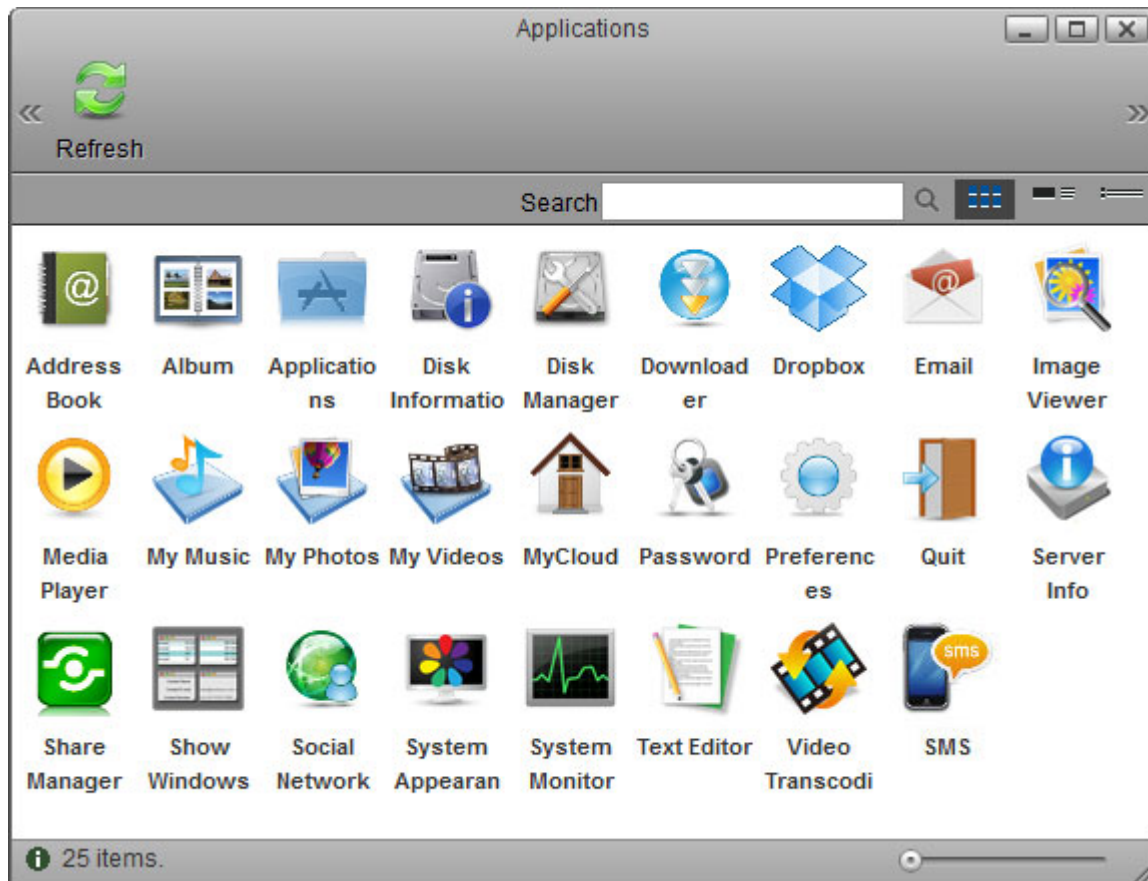 Applications
Refresh
Search
Address Album Applicatio Disk Disk Download Dropbox Email Image
Book ns Informatio Manager er Viewer
Media My Music My Photos My Videos MyCloud Password Preferenc Quit Server
Player es Info
sms
Share Show Social System System Text Editor Video SMS
Manager Windows Network Appearan Monitor Transcodi
25 items.